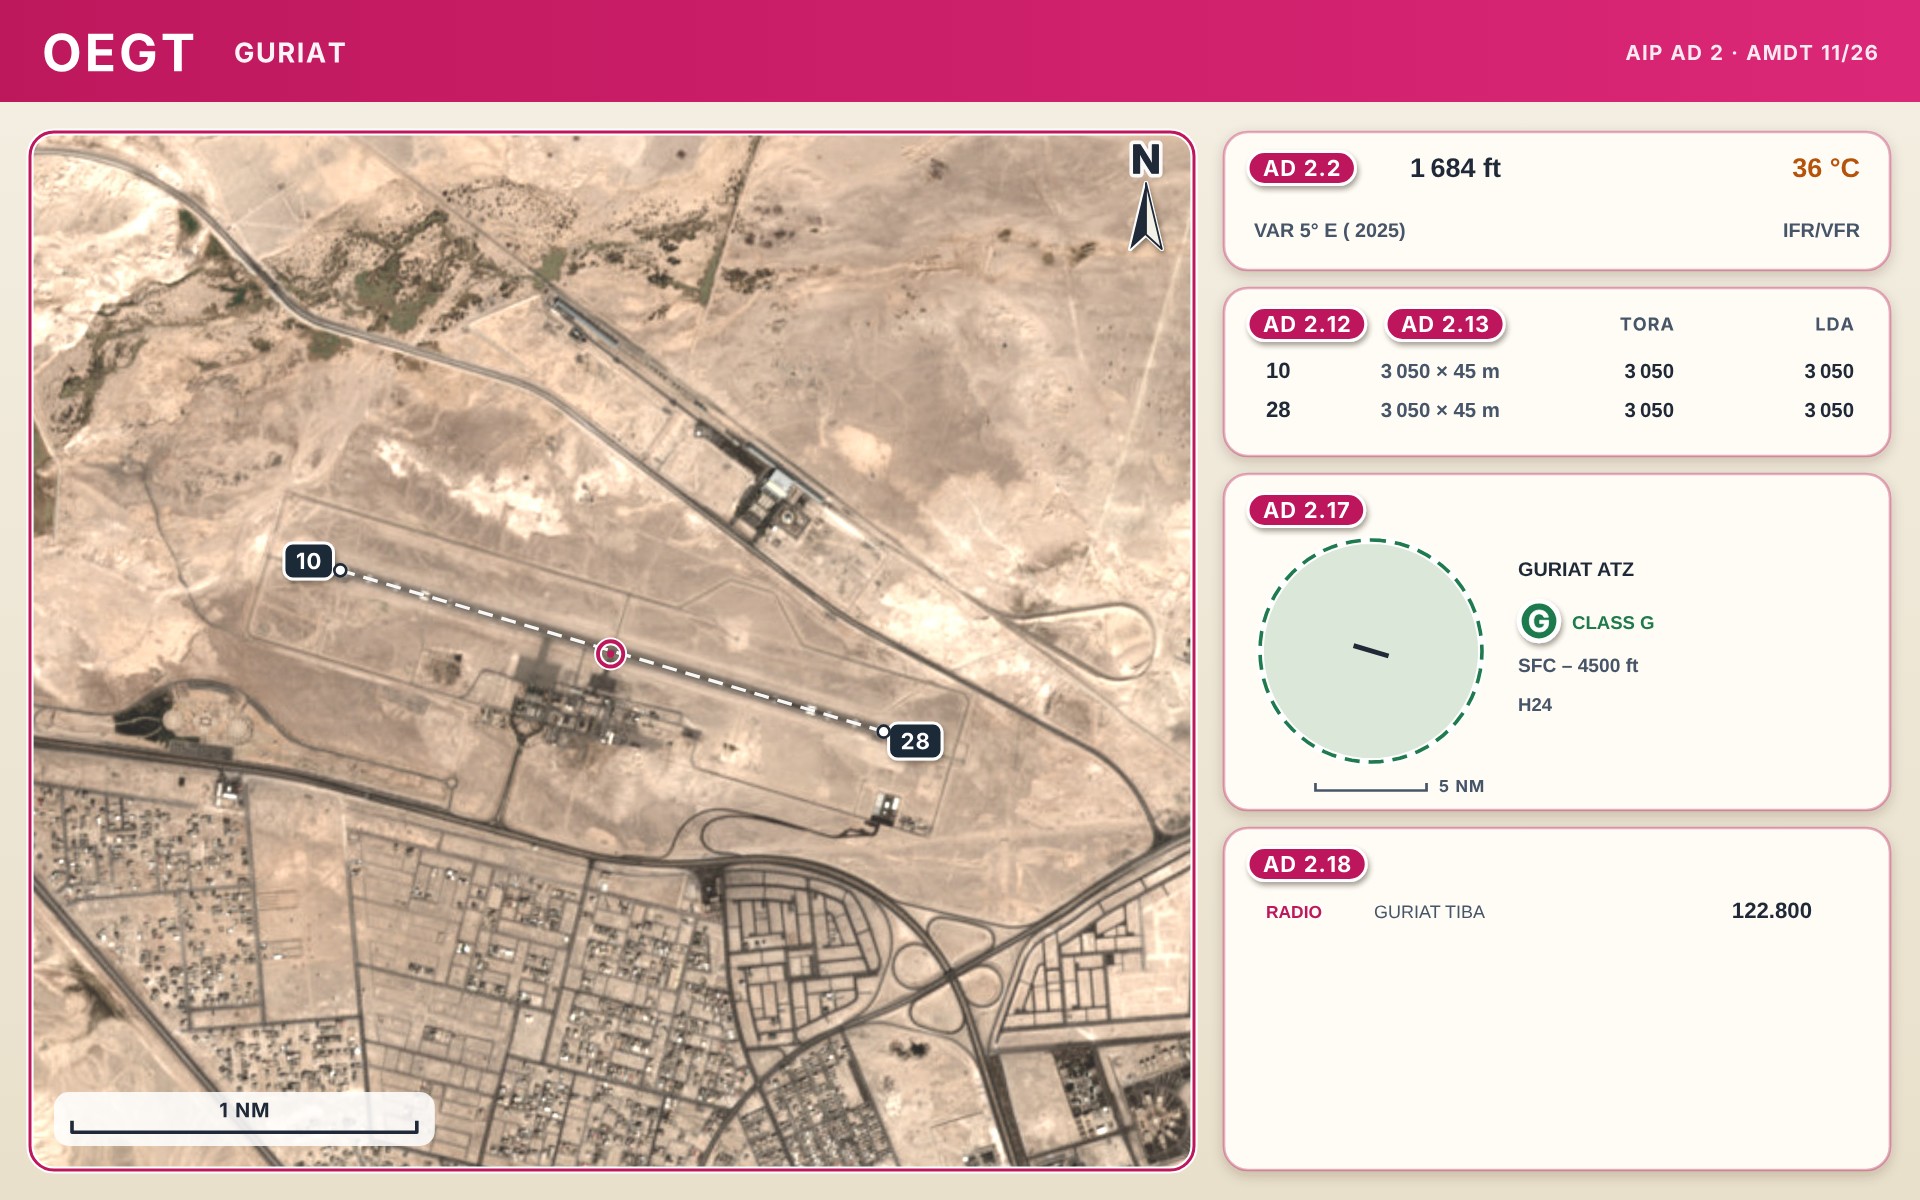 OEGT GURIAT AIP AD 2 · AMDT 11/26
N
10
28
1 NM
AD 2.2 1 684 ft 36 °C
VAR 5° E ( 2025) IFR/VFR
AD 2.12 AD 2.13 TORA LDA
10 3 050 × 45 m 3 050 3 050
28 3 050 × 45 m 3 050 3 050
AD 2.17
GURIAT ATZ
G CLASS G
SFC – 4500 ft
H24
5 NM
AD 2.18
RADIO GURIAT TIBA 122.800